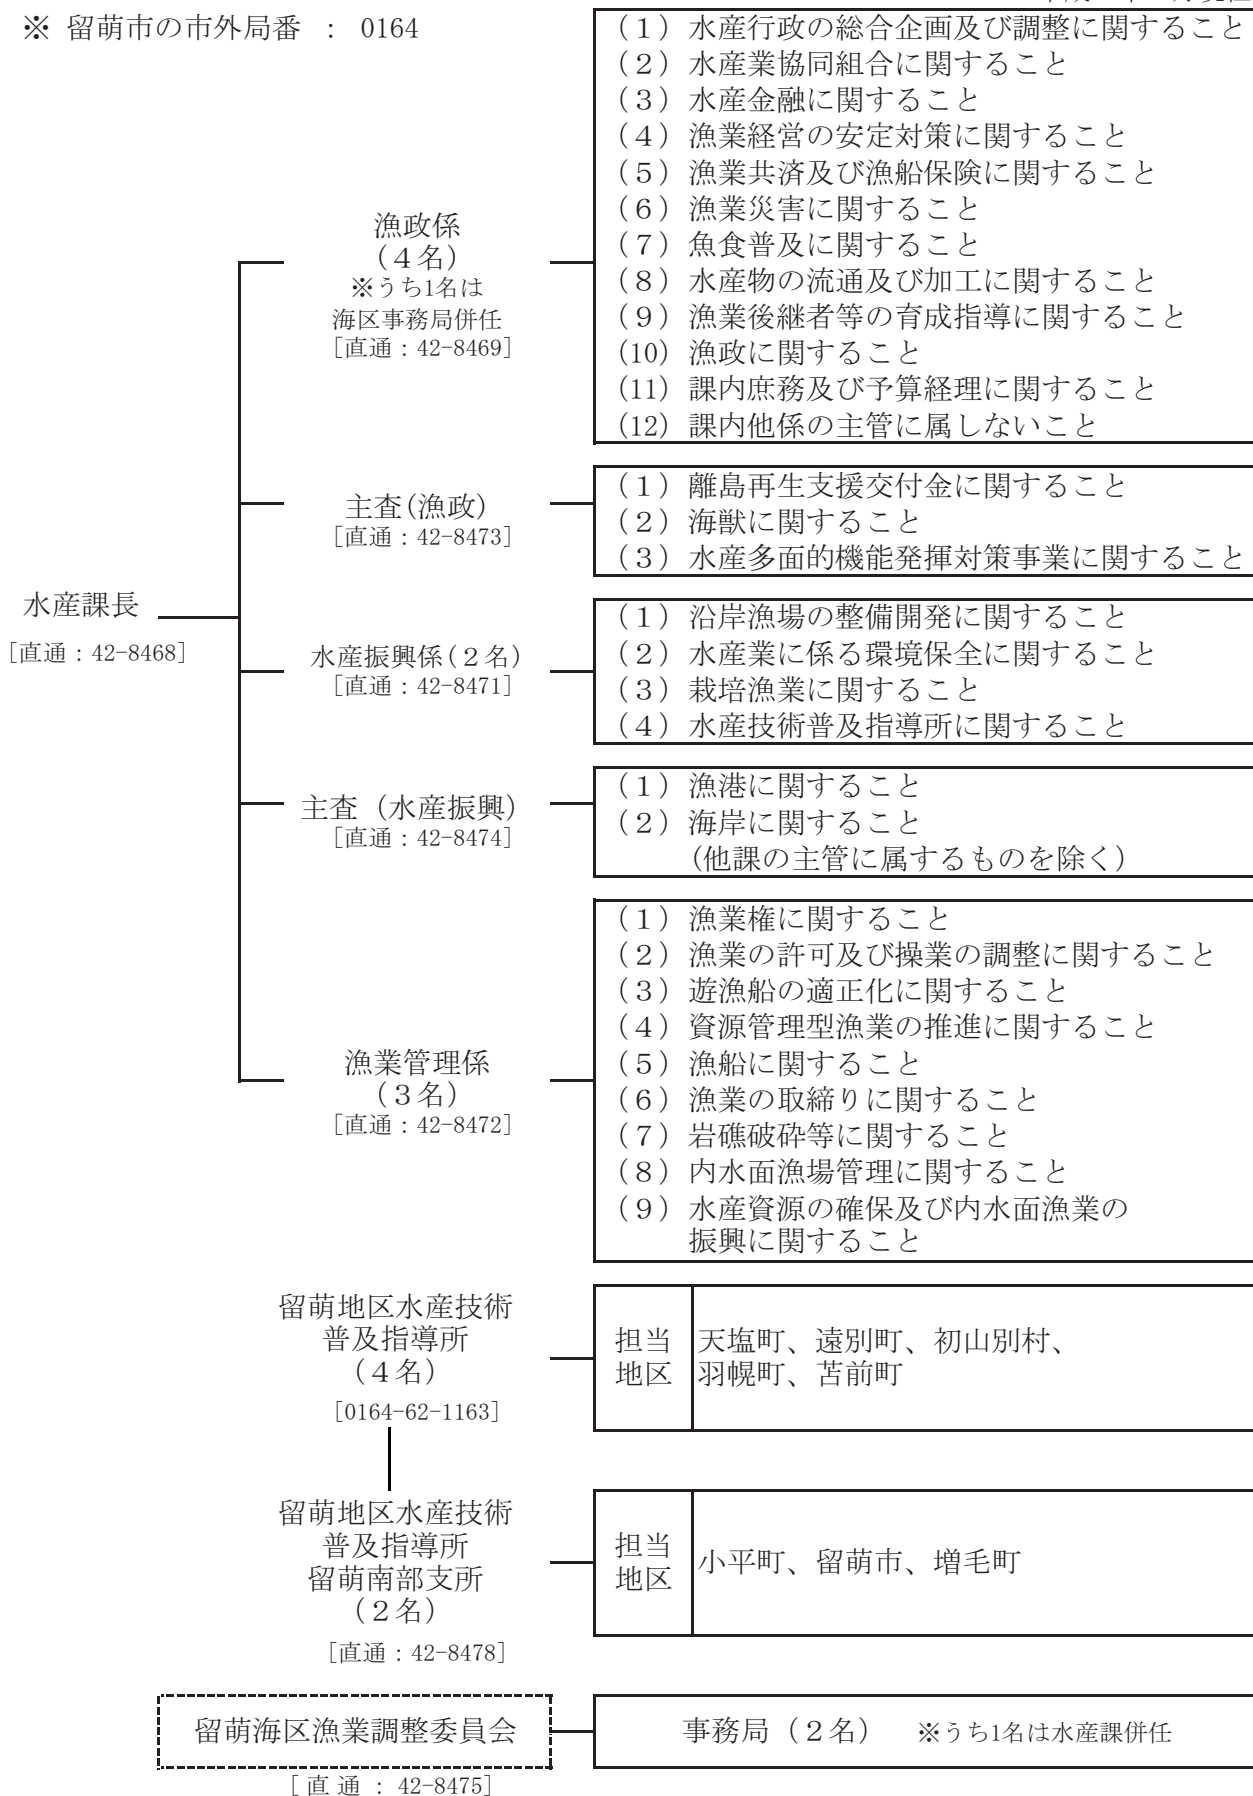 ※ 留萌市の市外局番 : 0164
(1) 水産行政の総合企画及び調整に関すること
(2) 水産業協同組合に関すること
(3) 水産金融に関すること
(4) 漁業経営の安定対策に関すること
(5) 漁業共済及び漁船保険に関すること
(6) 漁業災害に関すること
(7) 魚食普及に関すること
(8) 水産物の流通及び加工に関すること
(9) 漁業後継者等の育成指導に関すること
(10) 漁政に関すること
(11) 課内庶務及び予算経理に関すること
(12) 課内他係の主管に属しないこと
漁政係
(4名)
※うち1名は
海区事務局併任
[直通：42-8469]
主査(漁政)
[直通：42-8473]
(1) 離島再生支援交付金に関すること
(2) 海獣に関すること
(3) 水産多面的機能発揮対策事業に関すること
水産課長
[直通：42-8468]
水産振興係(2名)
[直通：42-8471]
(1) 沿岸漁場の整備開発に関すること
(2) 水産業に係る環境保全に関すること
(3) 栽培漁業に関すること
(4) 水産技術普及指導所に関すること
主査 (水産振興)
[直通：42-8474]
(1) 漁港に関すること
(2) 海岸に関すること
(他課の主管に属するものを除く)
漁業管理係
(3名)
[直通：42-8472]
(1) 漁業権に関すること
(2) 漁業の許可及び操業の調整に関すること
(3) 遊漁船の適正化に関すること
(4) 資源管理型漁業の推進に関すること
(5) 漁船に関すること
(6) 漁業の取締りに関すること
(7) 岩礁破砕等に関すること
(8) 内水面漁場管理に関すること
(9) 水産資源の確保及び内水面漁業の
振興に関すること
留萌地区水産技術
普及指導所
(4名)
[0164-62-1163]
担当
地区
天塩町、遠別町、初山別村、
羽幌町、苫前町
留萌地区水産技術
普及指導所
留萌南部支所
(2名)
[直通：42-8478]
担当
地区
小平町、留萌市、増毛町
留萌海区漁業調整委員会
[直通：42-8475]
事務局 (2名) ※うち1名は水産課併任